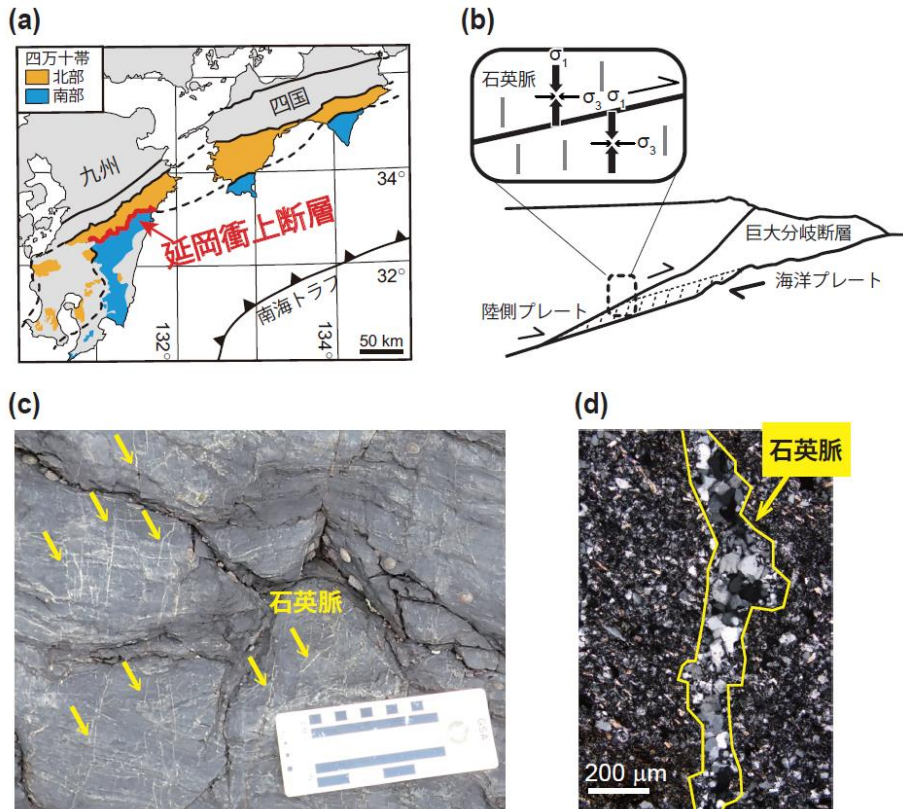 (a)
四万十帯
北部
南部
四国
九州
34°
延岡衝上断層
32°
南海トラフ
132°
134°
50 km
(b)
σ1
石英脈
σ3
σ1
σ3
巨大分岐断層
海洋プレート
陸側プレート
(c)
石英脈
(d)
石英脈
200 μm